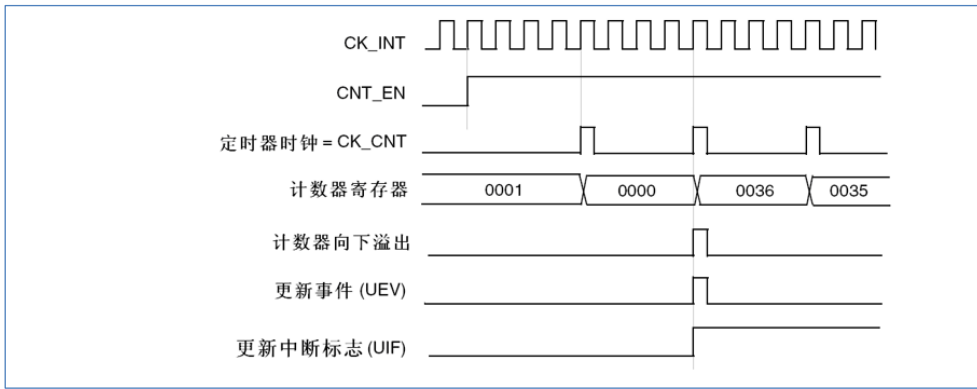 CK_INT
CNT_EN
定时器时钟 = CK_CNT
计数器寄存器 0001 0000 0036 0035
计数器向下溢出
更新事件 (UEV)
更新中断标志 (UIF)